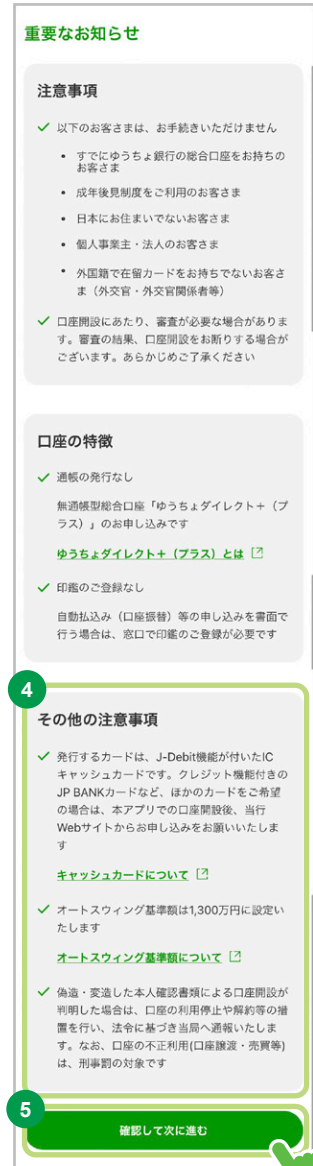 重要なお知らせ
注意事項
以下のお客さまは、お手続きいただけません
• すでにゆうちょ銀行の総合口座をお持ちの
お客さま
• 成年後見制度をご利用のお客さま
• 日本にお住まいでないお客さま
• 個人事業主・法人のお客さま
• 外国籍で在留カードをお持ちでないお客さ
ま（外交官・外交官関係者等）
口座開設にあたり、審査が必要な場合がありま
す。審査の結果、口座開設をお断りする場合が
ございます。あらかじめご了承ください
口座の特徴
通帳の発行なし
無通帳型総合口座「ゆうちょダイレクト＋（プ
ラス）」のお申し込みです
ゆうちょダイレクト＋（プラス）とは
印鑑のご登録なし
自動払込み（口座振替）等の申し込みを書面で
行う場合は、窓口で印鑑のご登録が必要です
4
その他の注意事項
発行するカードは、J-Debit機能が付いたIC
キャッシュカードです。クレジット機能付きの
JP BANKカードなど、ほかのカードをご希望
の場合は、本アプリでの口座開設後、当行
Webサイトからお申し込みをお願いいたしま
す
キャッシュカードについて
オートスウィング基準額は1,300万円に設定い
たします
オートスウィング基準額について
偽造・変造した本人確認書類による口座開設が
判明した場合は、口座の利用停止や解約等の措
置を行い、法令に基づき当局へ通報いたしま
す。なお、口座の不正利用(口座譲渡・売買等)
は、刑事罰の対象です
5
確認して次に進む